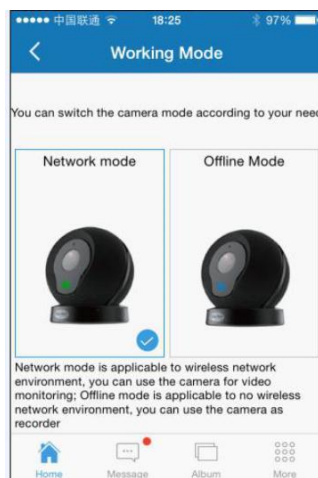 中国联通 18:25 97%
Working Mode
You can switch the camera mode according to your need
Network mode Offline Mode
Network mode is applicable to wireless network
environment, you can use the camera for video
monitoring; Offline mode is applicable to no wireless
network environment, you can use the camera as
recorder
Home Message Album More